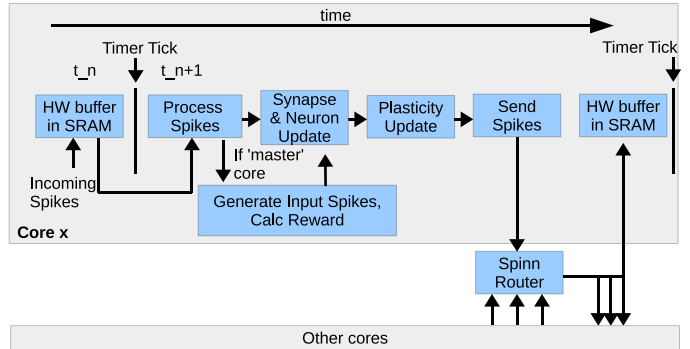 time
Timer Tick
Timer Tick
t_n
t_n+1
HW buffer
in SRAM
Process
Spikes
Synapse
& Neuron
Update
Plasticity
Update
Send
Spikes
HW buffer
in SRAM
Incoming
Spikes
If 'master'
core
Generate Input Spikes,
Calc Reward
Core x
Spinn
Router
Other cores